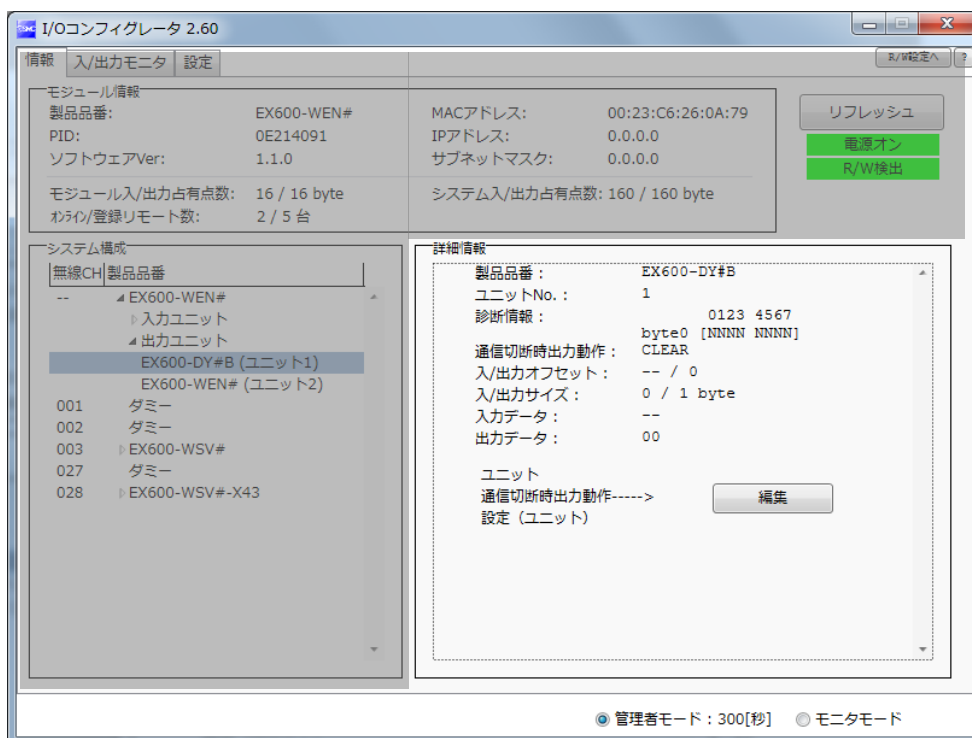 I/Oコンフィグレータ 2.60
情報 入/出力モニタ 設定 R/W設定へ ?
モジュール情報
製品品番: EX600-WEN# MACアドレス: 00:23:C6:26:0A:79 リフレッシュ
PID: 0E214091 IPアドレス: 0.0.0.0 電源オン
ソフトウェアVer: 1.1.0 サブネットマスク: 0.0.0.0 R/W検出
モジュール入/出力占有点数: 16 / 16 byte システム入/出力占有点数: 160 / 160 byte
オンライン/登録リモート数: 2 / 5 台
システム構成
無線CH 製品品番
-- EX600-WEN#
入力ユニット
出力ユニット
EX600-DY#B (ユニット1)
EX600-WEN# (ユニット2)
001 ダミー
002 ダミー
003 EX600-WSV#
027 ダミー
028 EX600-WSV#-X43
詳細情報
製品品番： EX600-DY#B
ユニットNo.： 1
診断情報： 0123 4567
byte0 [NNNN NNNN]
通信切断時出力動作： CLEAR
入/出力オフセット： -- / 0
入/出力サイズ： 0 / 1 byte
入力データ： --
出力データ： 00
ユニット
通信切断時出力動作-----> 編集
設定（ユニット）
管理者モード：300[秒] モニタモード